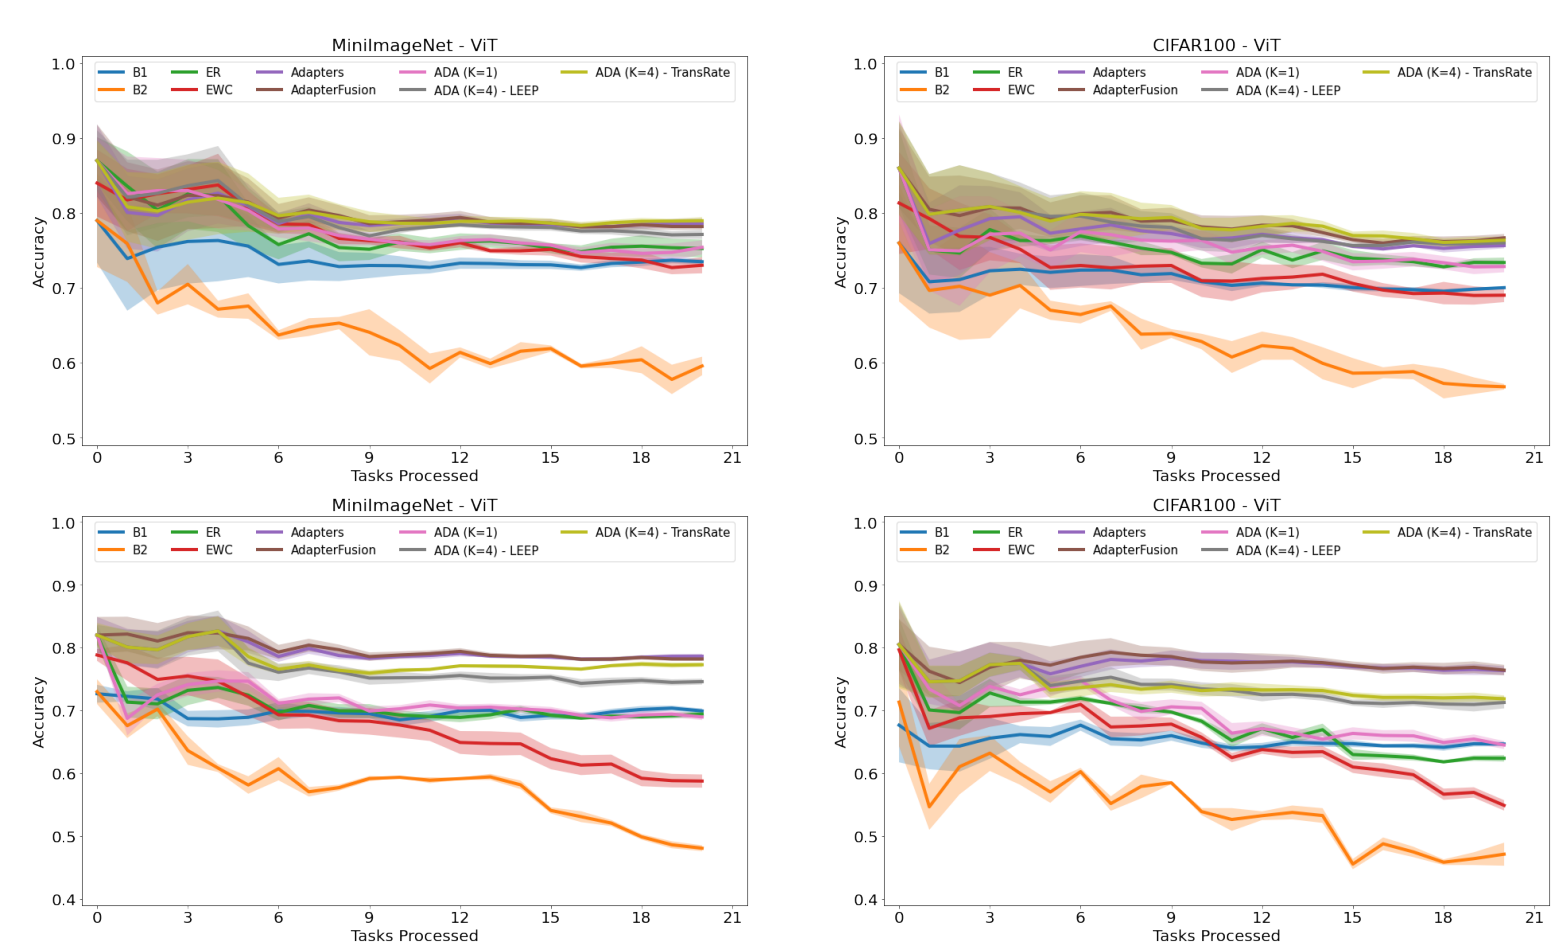 MiniImageNet - ViT
B1 ER Adapters ADA (K=1) ADA (K=4) - TransRate
B2 EWC AdapterFusion ADA (K=4) - LEEP
1.0
0.9
0.8
0.7
0.6
0.5
Accuracy
0 3 6 9 12 15 18 21
Tasks Processed
CIFAR100 - ViT
B1 ER Adapters ADA (K=1) ADA (K=4) - TransRate
B2 EWC AdapterFusion ADA (K=4) - LEEP
1.0
0.9
0.8
0.7
0.6
0.5
Accuracy
0 3 6 9 12 15 18 21
Tasks Processed
MiniImageNet - ViT
B1 ER Adapters ADA (K=1) ADA (K=4) - TransRate
B2 EWC AdapterFusion ADA (K=4) - LEEP
1.0
0.9
0.8
0.7
0.6
0.5
0.4
Accuracy
0 3 6 9 12 15 18 21
Tasks Processed
CIFAR100 - ViT
B1 ER Adapters ADA (K=1) ADA (K=4) - TransRate
B2 EWC AdapterFusion ADA (K=4) - LEEP
1.0
0.9
0.8
0.7
0.6
0.5
0.4
Accuracy
0 3 6 9 12 15 18 21
Tasks Processed